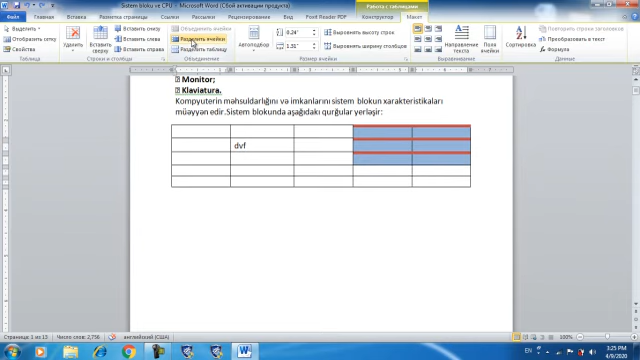 Sistem bloku ve CPU - Microsoft Word (Сбой активации продукта)
Работа с таблицами
Вставка
Разметка страницы
Ссылки
Рассылки
Рецензирование
Вид
Foxit Reader PDF
Конструктор
Макет
Выделить
Отобразить сетку
Свойства
Таблица
Удалить
Вставить сверху
Вставить снизу
Вставить слева
Вставить справа
Строки и столбцы
Объединить ячейки
Разделить ячейки
Разделить таблицу
Объединение
Автоподбор
0.24"
1.31"
Выровнять высоту строк
Выровнять ширину столбцов
Размер ячейки
Направление текста
Поля ячейки
Выравнивание
Сортировка
Повторить строки заголовков
Преобразовать в текст
Формула
Данные
Monitor;
Klaviatura.
Kompyuterin məhsuldarlığını və imkanlarını sistem blokun xarakteristikaları
müəyyən edir.Sistem blokunda aşağıdakı qurğular yerləşir:
dvf
Страница: 1 из 13
Число слов: 2,756
английский (США)
100%
EN
3:25 PM
4/9/2020